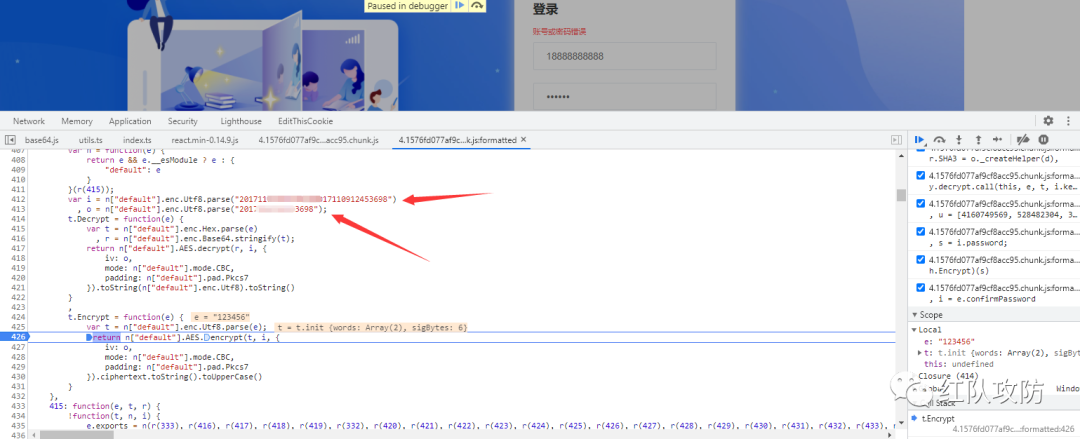 Paused in debugger
登录
账号或密码错误
18888888888
••••••
Network Memory Application Security Lighthouse EditThisCookie
base64.js utils.ts index.ts react.min-0.14.9.js 4.1576fd077af9c...acc95.chunk.js 4.1576fd077af9c...k.js:formatted ×
407 var n = function(e) {
408 return e && e.__esModule ? e : {
409 "default": e
410 }
411 }(r(415));
412 var i = n["default"].enc.Utf8.parse("201711 17110912453698")
413 , o = n["default"].enc.Utf8.parse("2017 3698");
414 t.Decrypt = function(e) {
415 var t = n["default"].enc.Hex.parse(e)
416 , r = n["default"].enc.Base64.stringify(t);
417 return n["default"].AES.decrypt(r, i, {
418 iv: o,
419 mode: n["default"].mode.CBC,
420 padding: n["default"].pad.Pkcs7
421 }).toString(n["default"].enc.Utf8).toString()
422 }
423 ,
424 t.Encrypt = function(e) { e = "123456"
425 var t = n["default"].enc.Utf8.parse(e); t = t.init {words: Array(2), sigBytes: 6}
426 return n["default"].AES.encrypt(t, i, {
427 iv: o,
428 mode: n["default"].mode.CBC,
429 padding: n["default"].pad.Pkcs7
430 }).ciphertext.toString().toUpperCase()
431 }
432 },
433 415: function(e, t, r) {
434 !function(t, n, i) {
435 e.exports = n(r(333), r(416), r(417), r(418), r(419), r(332), r(420), r(421), r(422), r(423), r(424), r(425), r(426), r(427), r(428), r(429), r(430), r(431), r(432), r(433), r
436
r.SHA3 = o._createHelper(d),
4.1576fd077af9cf8acc95.chunk.js:forma...
y.decrypt.call(this, e, t, i.ke...
4.1576fd077af9cf8acc95.chunk.js:forma...
, u = [4160749569, 528482304, 3...
4.1576fd077af9cf8acc95.chunk.js:forma...
, s = i.password;
4.1576fd077af9cf8acc95.chunk.js:forma...
h.Encrypt)(s)
4.1576fd077af9cf8acc95.chunk.js:forma...
, i = e.confirmPassword
Scope
Local
e: "123456"
t: t.init {words: Array(2), sigByt
this: undefined
Closure (414)
Window
Stack
t.Encrypt
4.1576fd077af9c...:formatted:426
红队攻防